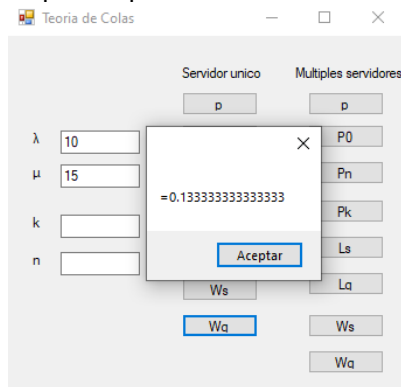 Teoria de Colas
Servidor unico Multiples servidores
p p
λ 10 P0
μ 15 Pn
=0.133333333333333
k Pk
Aceptar Ls
n
Ws Lq
Wq Ws
Wq